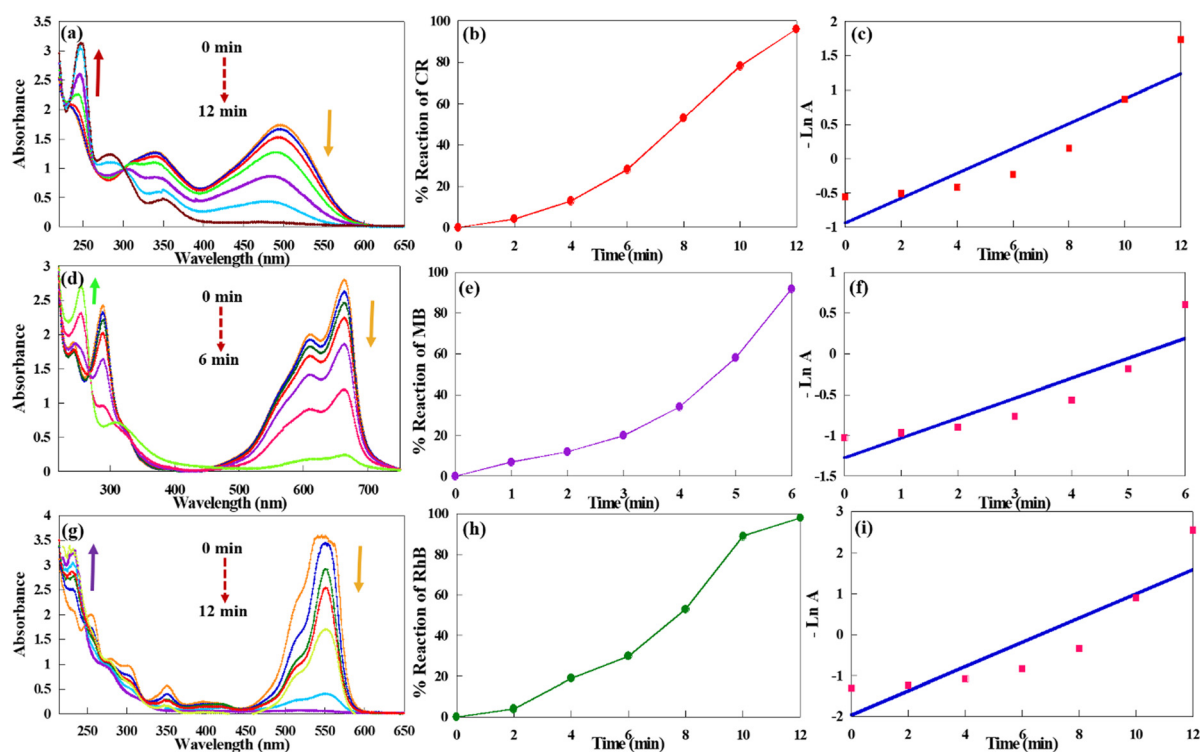 (a)
0 min
12 min
Absorbance
3.5
3
2.5
2
1.5
1
0.5
0
250 300 350 400 450 500 550 600 650
Wavelength (nm)
(b)
% Reaction of CR
100
80
60
40
20
0
0 2 4 6 8 10 12
Time (min)
(c)
- Ln A
2
1.5
1
0.5
0
-0.5
-1
0 2 4 6 8 10 12
Time (min)
(d)
0 min
6 min
Absorbance
3
2.5
2
1.5
1
0.5
0
300 400 500 600 700
Wavelength (nm)
(e)
% Reaction of MB
100
80
60
40
20
0
0 1 2 3 4 5 6
Time (min)
(f)
- Ln A
1
0.5
0
-0.5
-1
-1.5
0 1 2 3 4 5 6
Time (min)
(g)
0 min
12 min
Absorbance
4
3.5
3
2.5
2
1.5
1
0.5
0
250 300 350 400 450 500 550 600 650
Wavelength (nm)
(h)
% Reaction of RhB
100
80
60
40
20
0
0 2 4 6 8 10 12
Time (min)
(i)
- Ln A
3
2
1
0
-1
-2
0 2 4 6 8 10 12
Time (min)